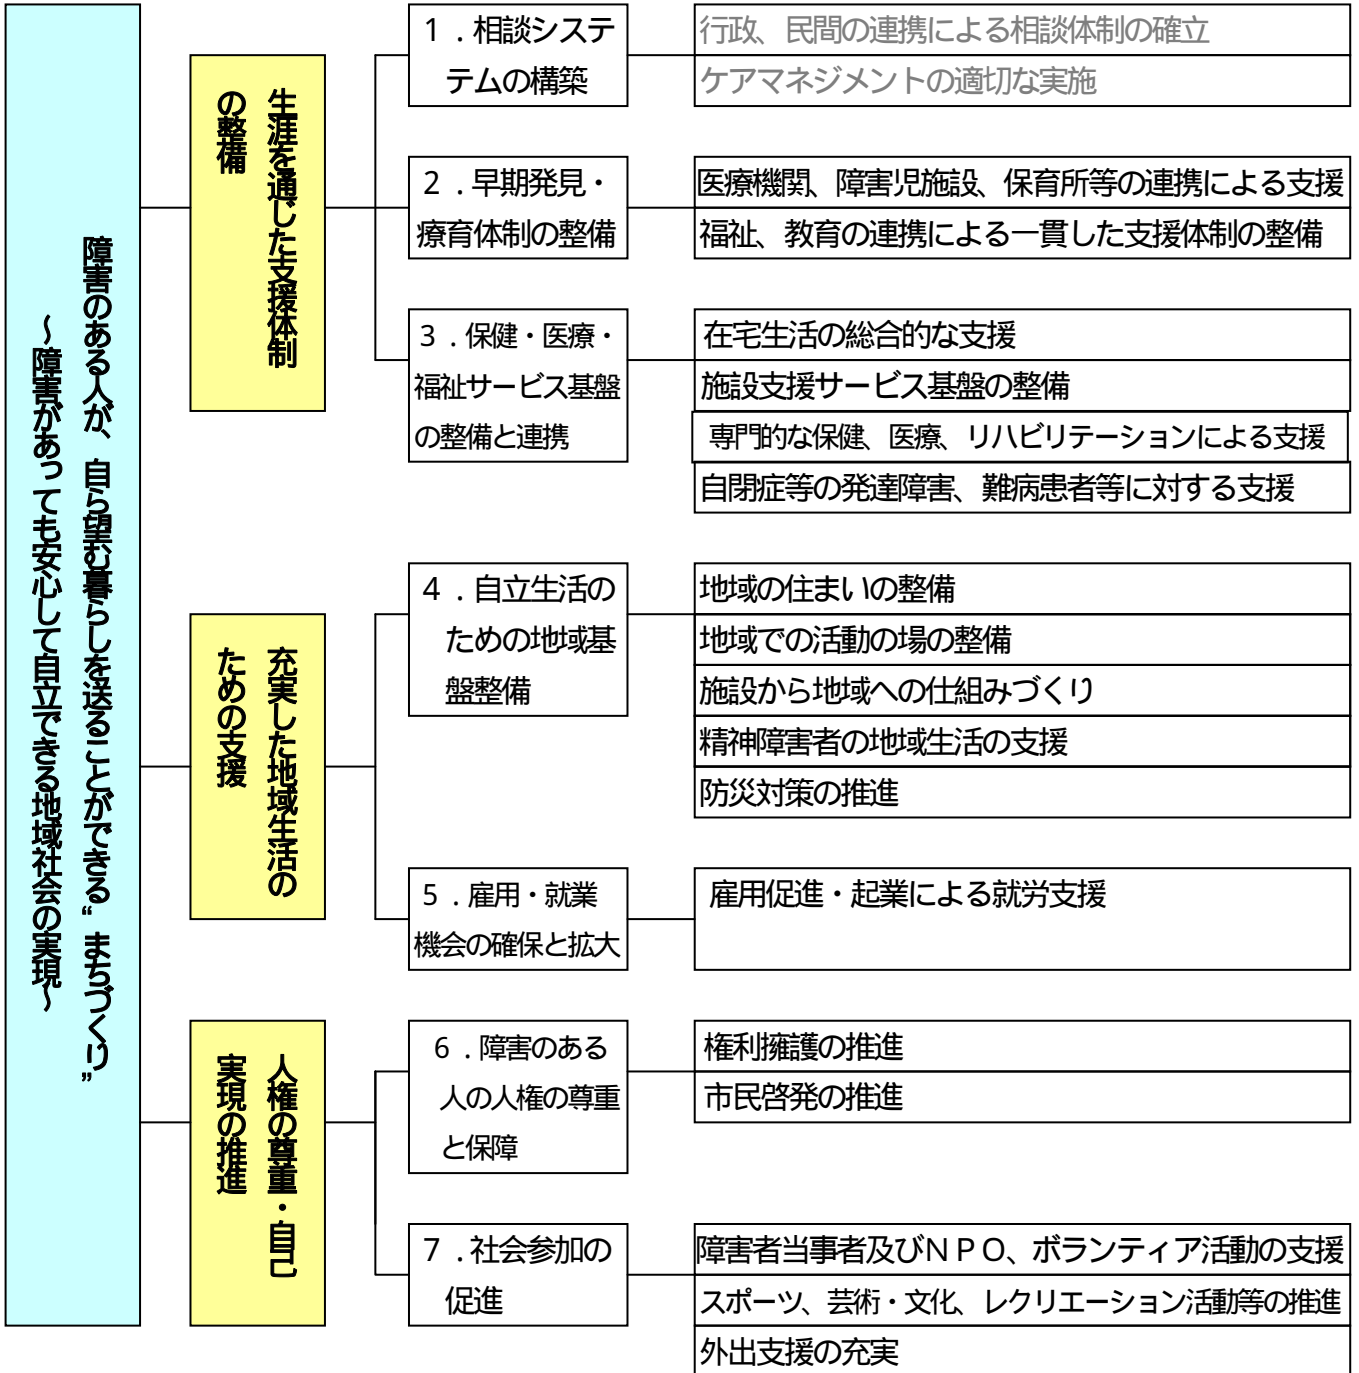 障害のある人が、自ら望む暮らしを送ることができる“まちづくり”
～障害があっても安心して自立できる地域社会の実現～
生涯を通じた支援体制
の整備
1．相談システ
テムの構築
行政、民間の連携による相談体制の確立
ケアマネジメントの適切な実施
2．早期発見・
療育体制の整備
医療機関、障害児施設、保育所等の連携による支援
福祉、教育の連携による一貫した支援体制の整備
3．保健・医療・
福祉サービス基盤
の整備と連携
在宅生活の総合的な支援
施設支援サービス基盤の整備
専門的な保健、医療、リハビリテーションによる支援
自閉症等の発達障害、難病患者等に対する支援
充実した地域生活の
ための支援
4．自立生活の
ための地域基
盤整備
地域の住まいの整備
地域での活動の場の整備
施設から地域への仕組みづくり
精神障害者の地域生活の支援
防災対策の推進
5．雇用・就業
機会の確保と拡大
雇用促進・起業による就労支援
人権の尊重・自己
実現の推進
6．障害のある
人の人権の尊重
と保障
権利擁護の推進
市民啓発の推進
7．社会参加の
促進
障害者当事者及びＮＰＯ、ボランティア活動の支援
スポーツ、芸術・文化、レクリエーション活動等の推進
外出支援の充実